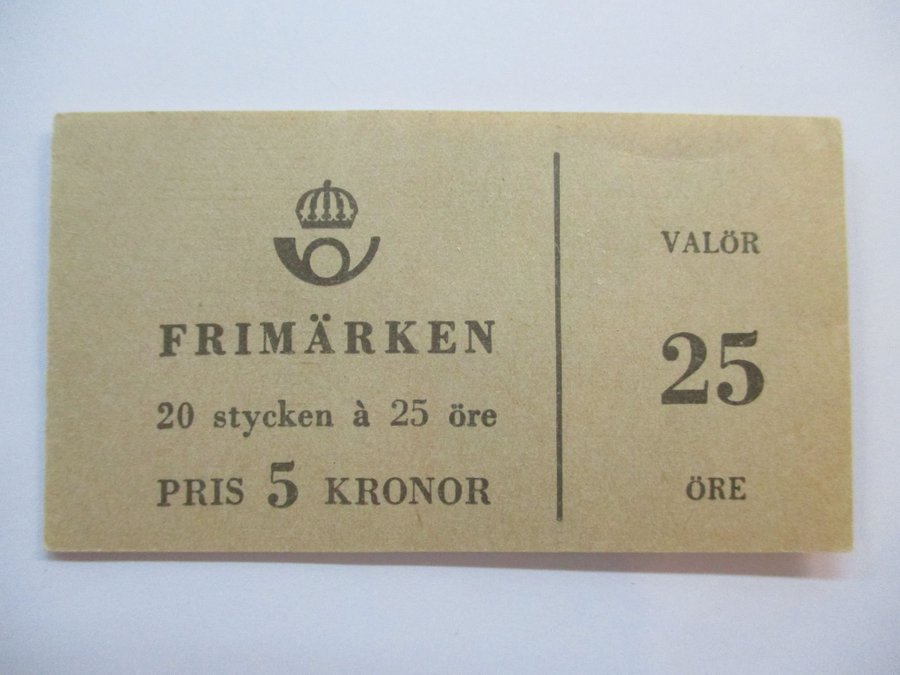 FRIMÄRKEN
20 stycken à 25 öre
PRIS 5 KRONOR
VALÖR
25
ÖRE